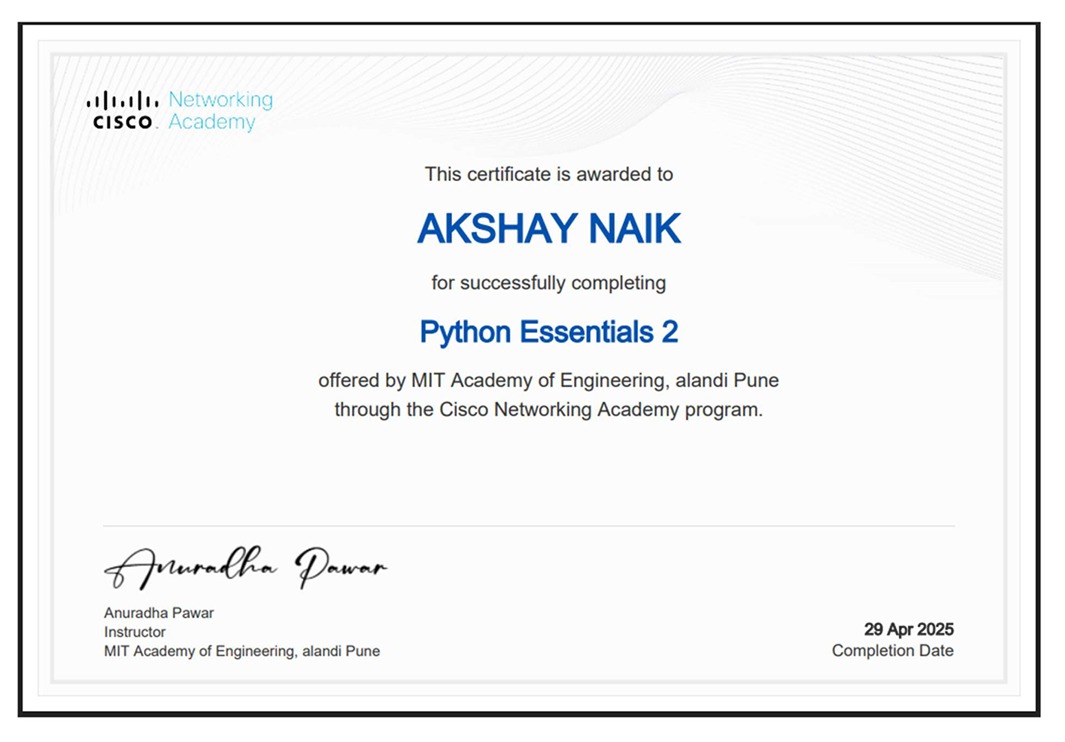 Networking
CISCO. Academy
This certificate is awarded to
AKSHAY NAIK
for successfully completing
Python Essentials 2
offered by MIT Academy of Engineering, alandi Pune
through the Cisco Networking Academy program.
Anuradha Pawar
Anuradha Pawar
Instructor
MIT Academy of Engineering, alandi Pune
29 Apr 2025
Completion Date